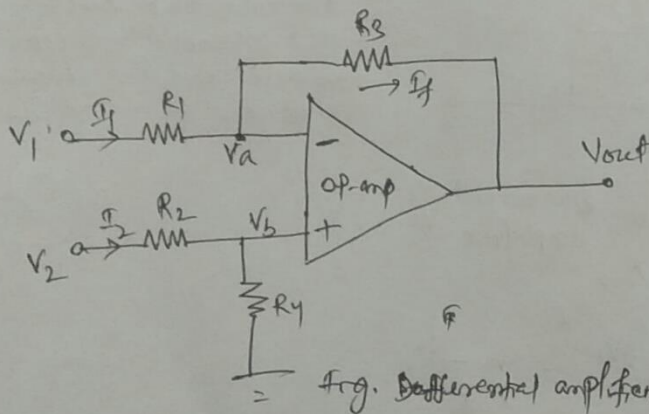 R3
If
I1
R1
V1
Va
-
OP-amp
Vout
I2
R2
Vb
+
V2
R4
Fig. Differential amplifier